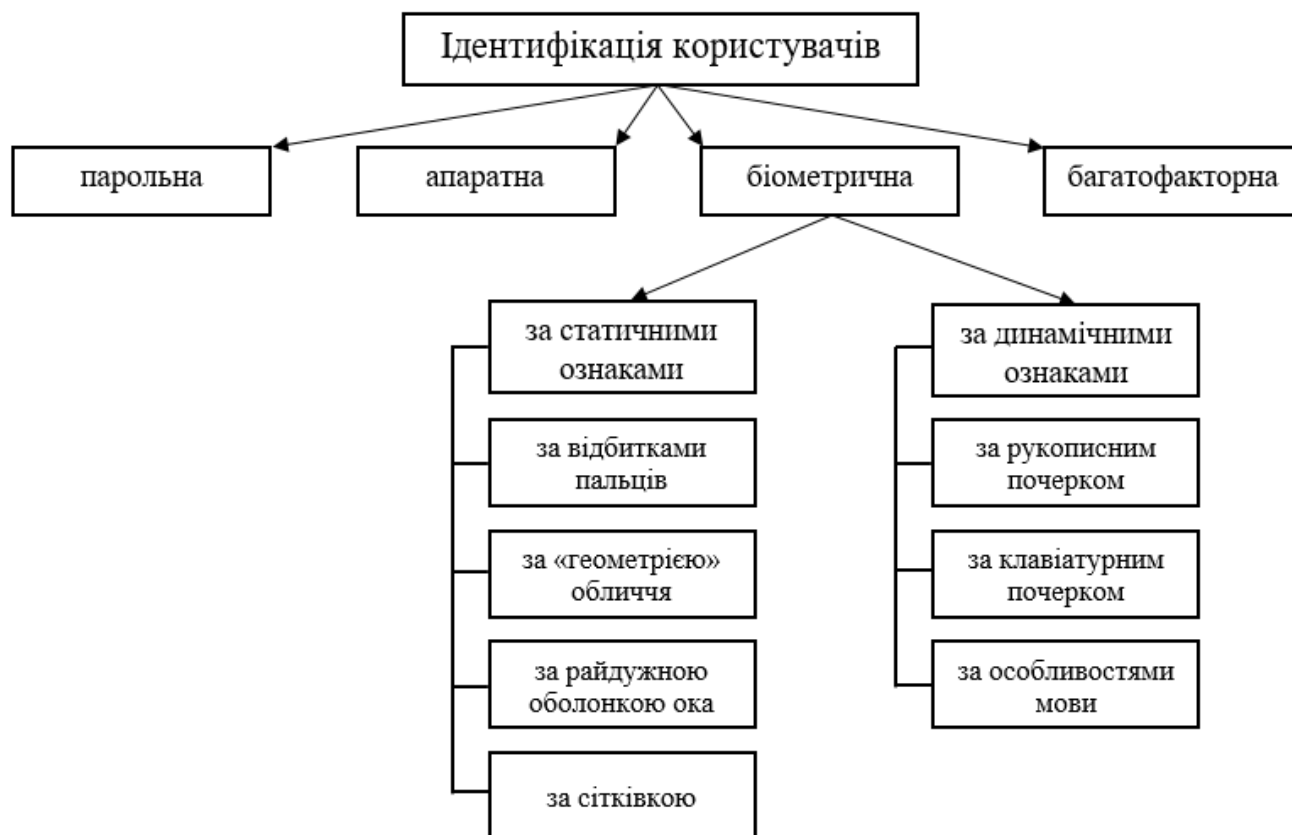 Ідентифікація користувачів
парольна
апаратна
біометрична
багатофакторна
за статичними
ознаками
за динамічними
ознаками
за відбитками
пальців
за рукописним
почерком
за «геометрією»
обличчя
за клавіатурним
почерком
за райдужною
оболонкою ока
за особливостями
мови
за сітківкою